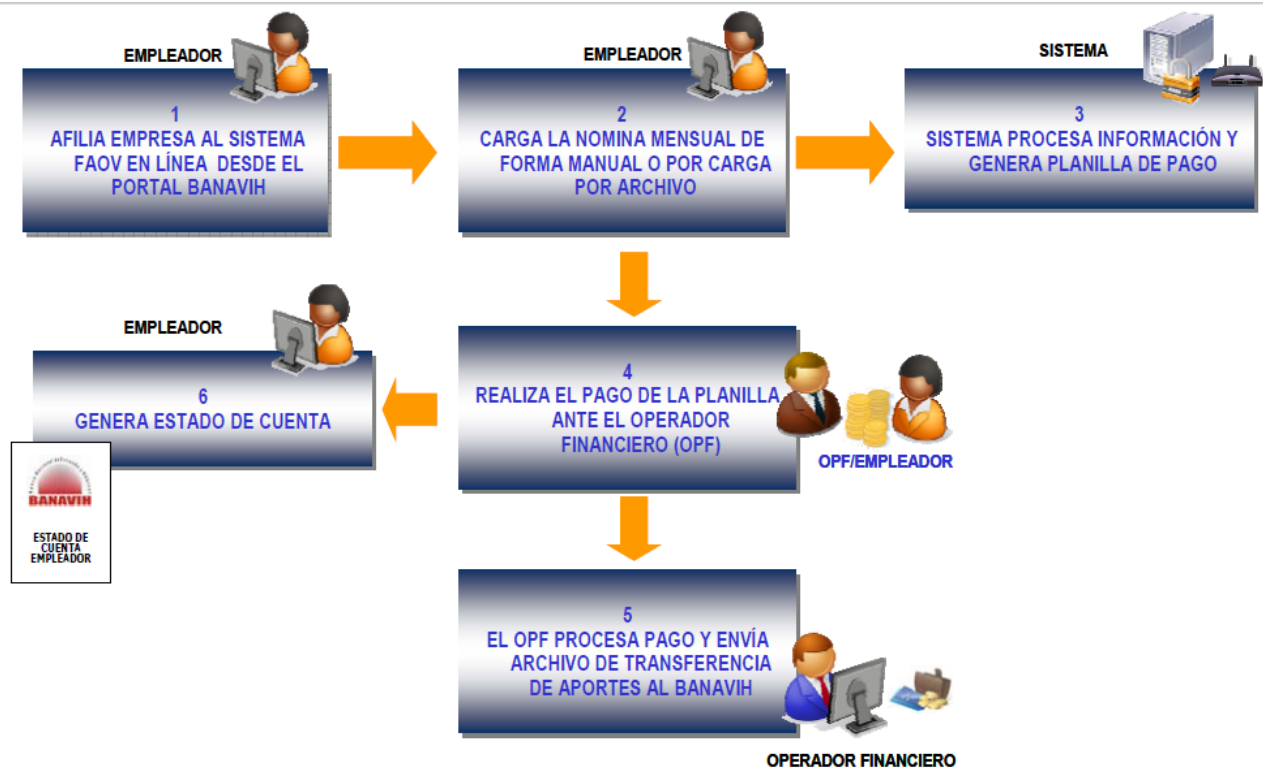 EMPLEADOR
1
AFILIA EMPRESA AL SISTEMA
FAOV EN LÍNEA DESDE EL
PORTAL BANAVIH
EMPLEADOR
2
CARGA LA NOMINA MENSUAL DE
FORMA MANUAL O POR CARGA
POR ARCHIVO
SISTEMA
3
SISTEMA PROCESA INFORMACIÓN Y
GENERA PLANILLA DE PAGO
4
REALIZA EL PAGO DE LA PLANILLA
ANTE EL OPERADOR
FINANCIERO (OPF)
OPF/EMPLEADOR
5
EL OPF PROCESA PAGO Y ENVÍA
ARCHIVO DE TRANSFERENCIA
DE APORTES AL BANAVIH
OPERADOR FINANCIERO
EMPLEADOR
6
GENERA ESTADO DE CUENTA
BANAVIH
ESTADO DE
CUENTA
EMPLEADOR